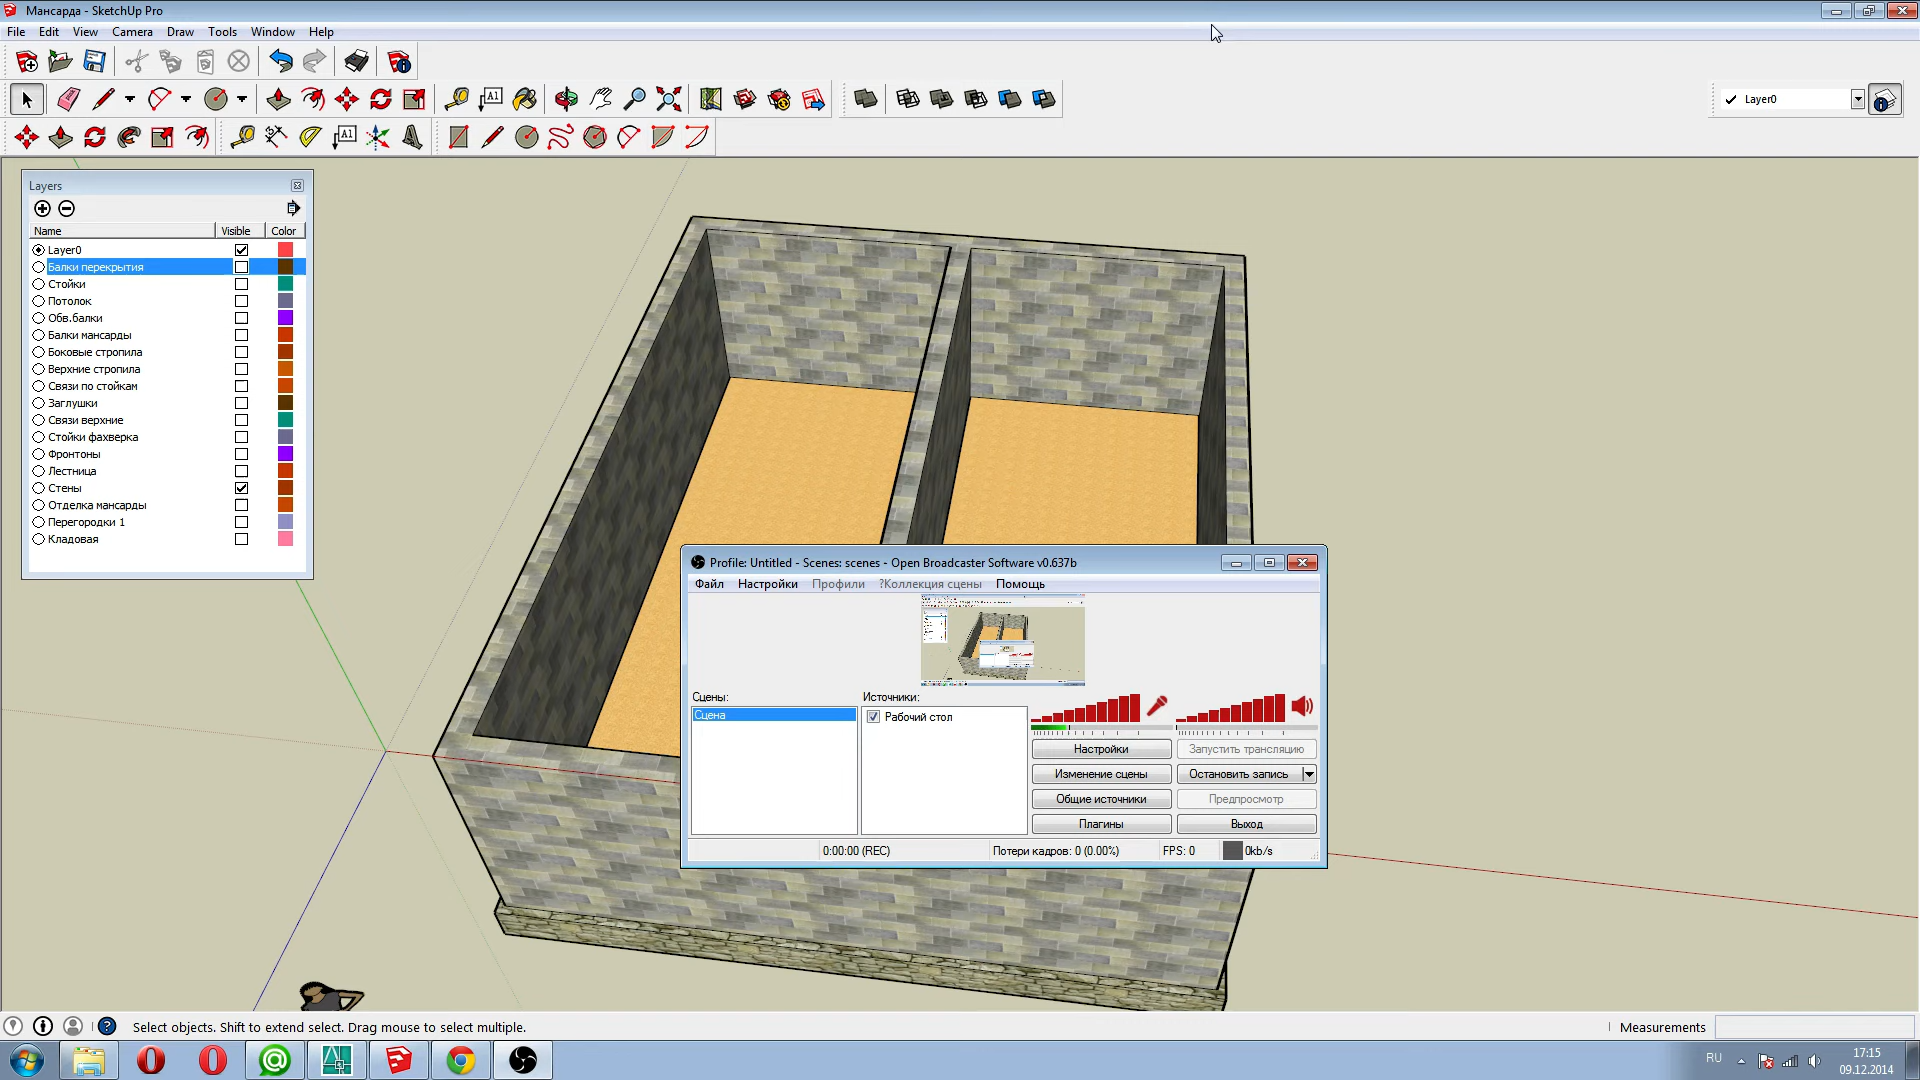 Мансарда - SketchUp Pro
File Edit View Camera Draw Tools Window Help
A1
Layer0
A1
Layers
Name Visible Color
Layer0
Балки перекрытия
Стойки
Потолок
Обв.балки
Балки мансарды
Боковые стропила
Верхние стропила
Связи по стойкам
Заглушки
Связи верхние
Стойки фахверка
Фронтоны
Лестница
Стены
Отделка мансарды
Перегородки 1
Кладовая
Profile: Untitled - Scenes: scenes - Open Broadcaster Software v0.637b
Файл Настройки Профили ?Коллекция сцены Помощь
Сцены: Источники:
Сцена
Рабочий стол
Настройки Запустить трансляцию
Изменение сцены Остановить запись
Общие источники Предпросмотр
Плагины Выход
0:00:00 (REC) Потери кадров: 0 (0.00%) FPS: 0 0kb/s
Select objects. Shift to extend select. Drag mouse to select multiple.
Measurements
RU
17:15
09.12.2014